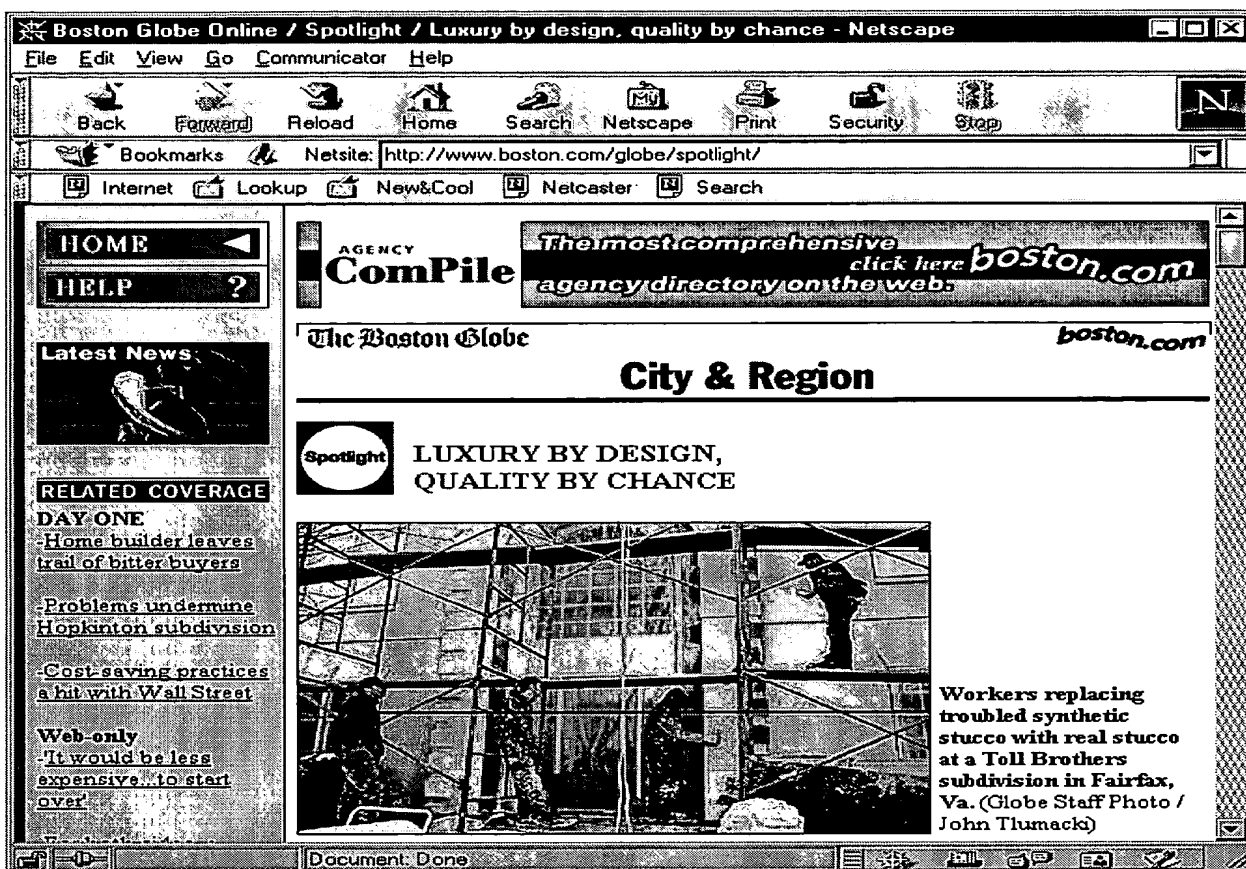 Boston Globe Online / Spotlight / Luxury by design, quality by chance - Netscape
File Edit View Go Communicator Help
Back Forward Reload Home Search Netscape Print Security Stop
N
Bookmarks Netsite: http://www.boston.com/globe/spotlight/
Internet Lookup New&Cool Netcaster Search
HOME
HELP ?
Latest News
RELATED COVERAGE
DAY ONE
-Home builder leaves
trail of bitter buyers
-Problems undermine
Hopkinton subdivision
-Cost-saving practices
a hit with Wall Street
Web-only
-'It would be less
expensive...to start
over'
AGENCY
ComPile
The most comprehensive
click here boston.com
agency directory on the web.
The Boston Globe
boston.com
City & Region
Spotlight
LUXURY BY DESIGN,
QUALITY BY CHANCE
Workers replacing
troubled synthetic
stucco with real stucco
at a Toll Brothers
subdivision in Fairfax,
Va. (Globe Staff Photo /
John Tlumacki)
Document: Done